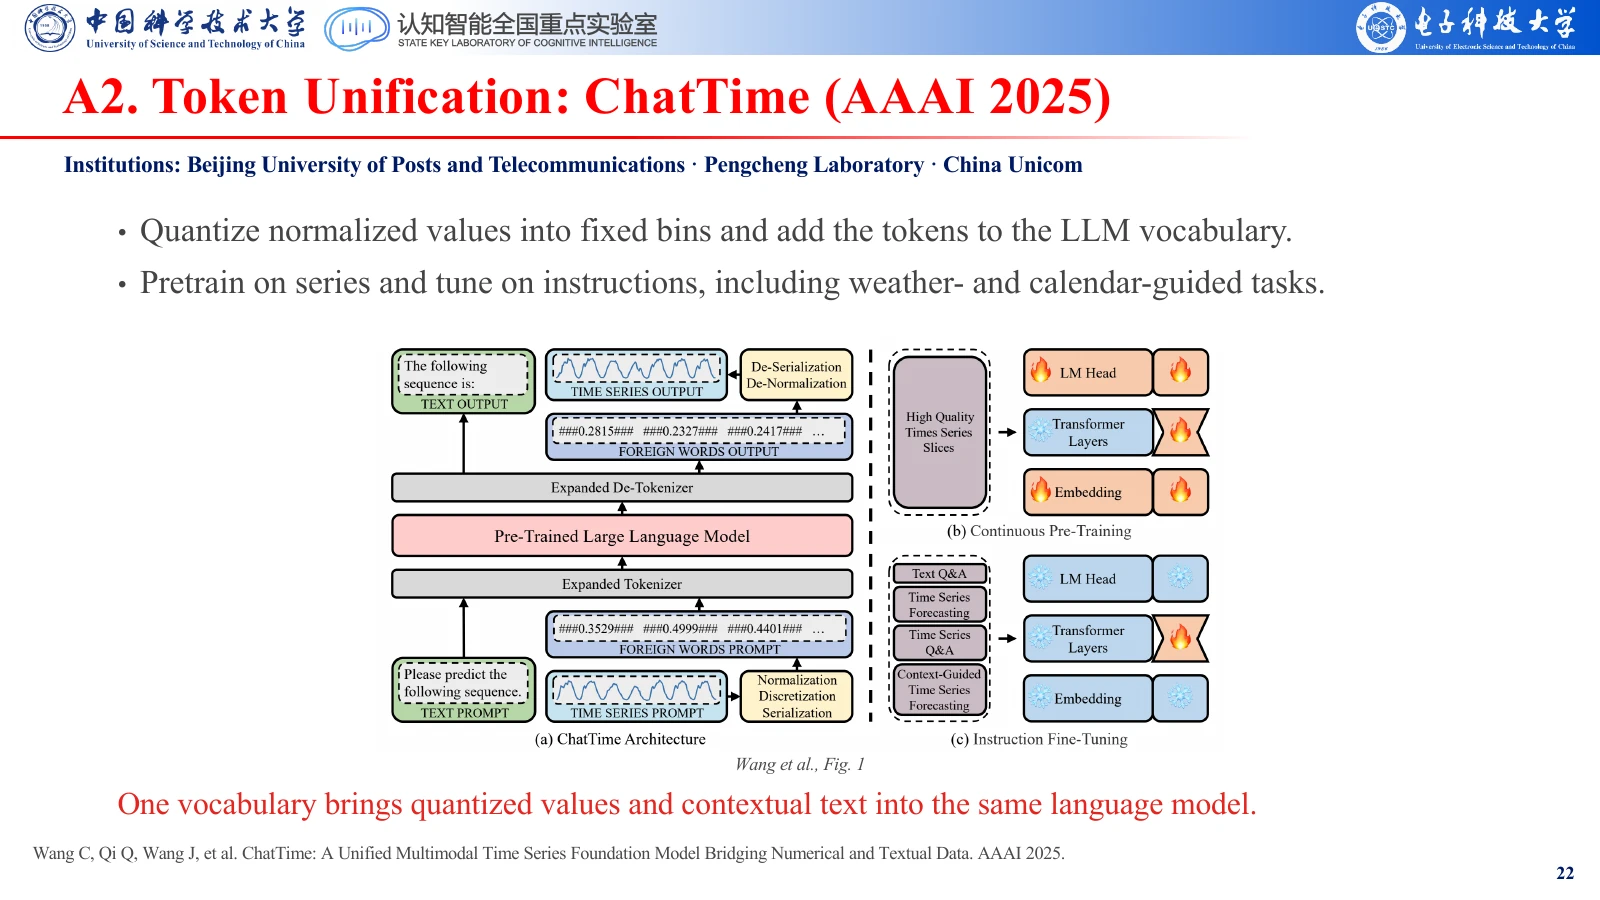 中国科学技术大学
University of Science and Technology of China
认知智能全国重点实验室
STATE KEY LABORATORY OF COGNITIVE INTELLIGENCE
电子科技大学
University of Electronic Science and Technology of China
A2. Token Unification: ChatTime (AAAI 2025)
Institutions: Beijing University of Posts and Telecommunications · Pengcheng Laboratory · China Unicom
• Quantize normalized values into fixed bins and add the tokens to the LLM vocabulary.
• Pretrain on series and tune on instructions, including weather- and calendar-guided tasks.
The following
sequence is:
TEXT OUTPUT
TIME SERIES OUTPUT
De-Serialization
De-Normalization
###0.2815### ###0.2327### ###0.2417### ...
FOREIGN WORDS OUTPUT
Expanded De-Tokenizer
Pre-Trained Large Language Model
Expanded Tokenizer
###0.3529### ###0.4999### ###0.4401### ...
FOREIGN WORDS PROMPT
Please predict the
following sequence.
TEXT PROMPT
TIME SERIES PROMPT
Normalization
Discretization
Serialization
(a) ChatTime Architecture
High Quality
Times Series
Slices
LM Head
Transformer
Layers
Embedding
(b) Continuous Pre-Training
Text Q&A
Time Series
Forecasting
Time Series
Q&A
Context-Guided
Time Series
Forecasting
LM Head
Transformer
Layers
Embedding
(c) Instruction Fine-Tuning
Wang et al., Fig. 1
One vocabulary brings quantized values and contextual text into the same language model.
Wang C, Qi Q, Wang J, et al. ChatTime: A Unified Multimodal Time Series Foundation Model Bridging Numerical and Textual Data. AAAI 2025.
22